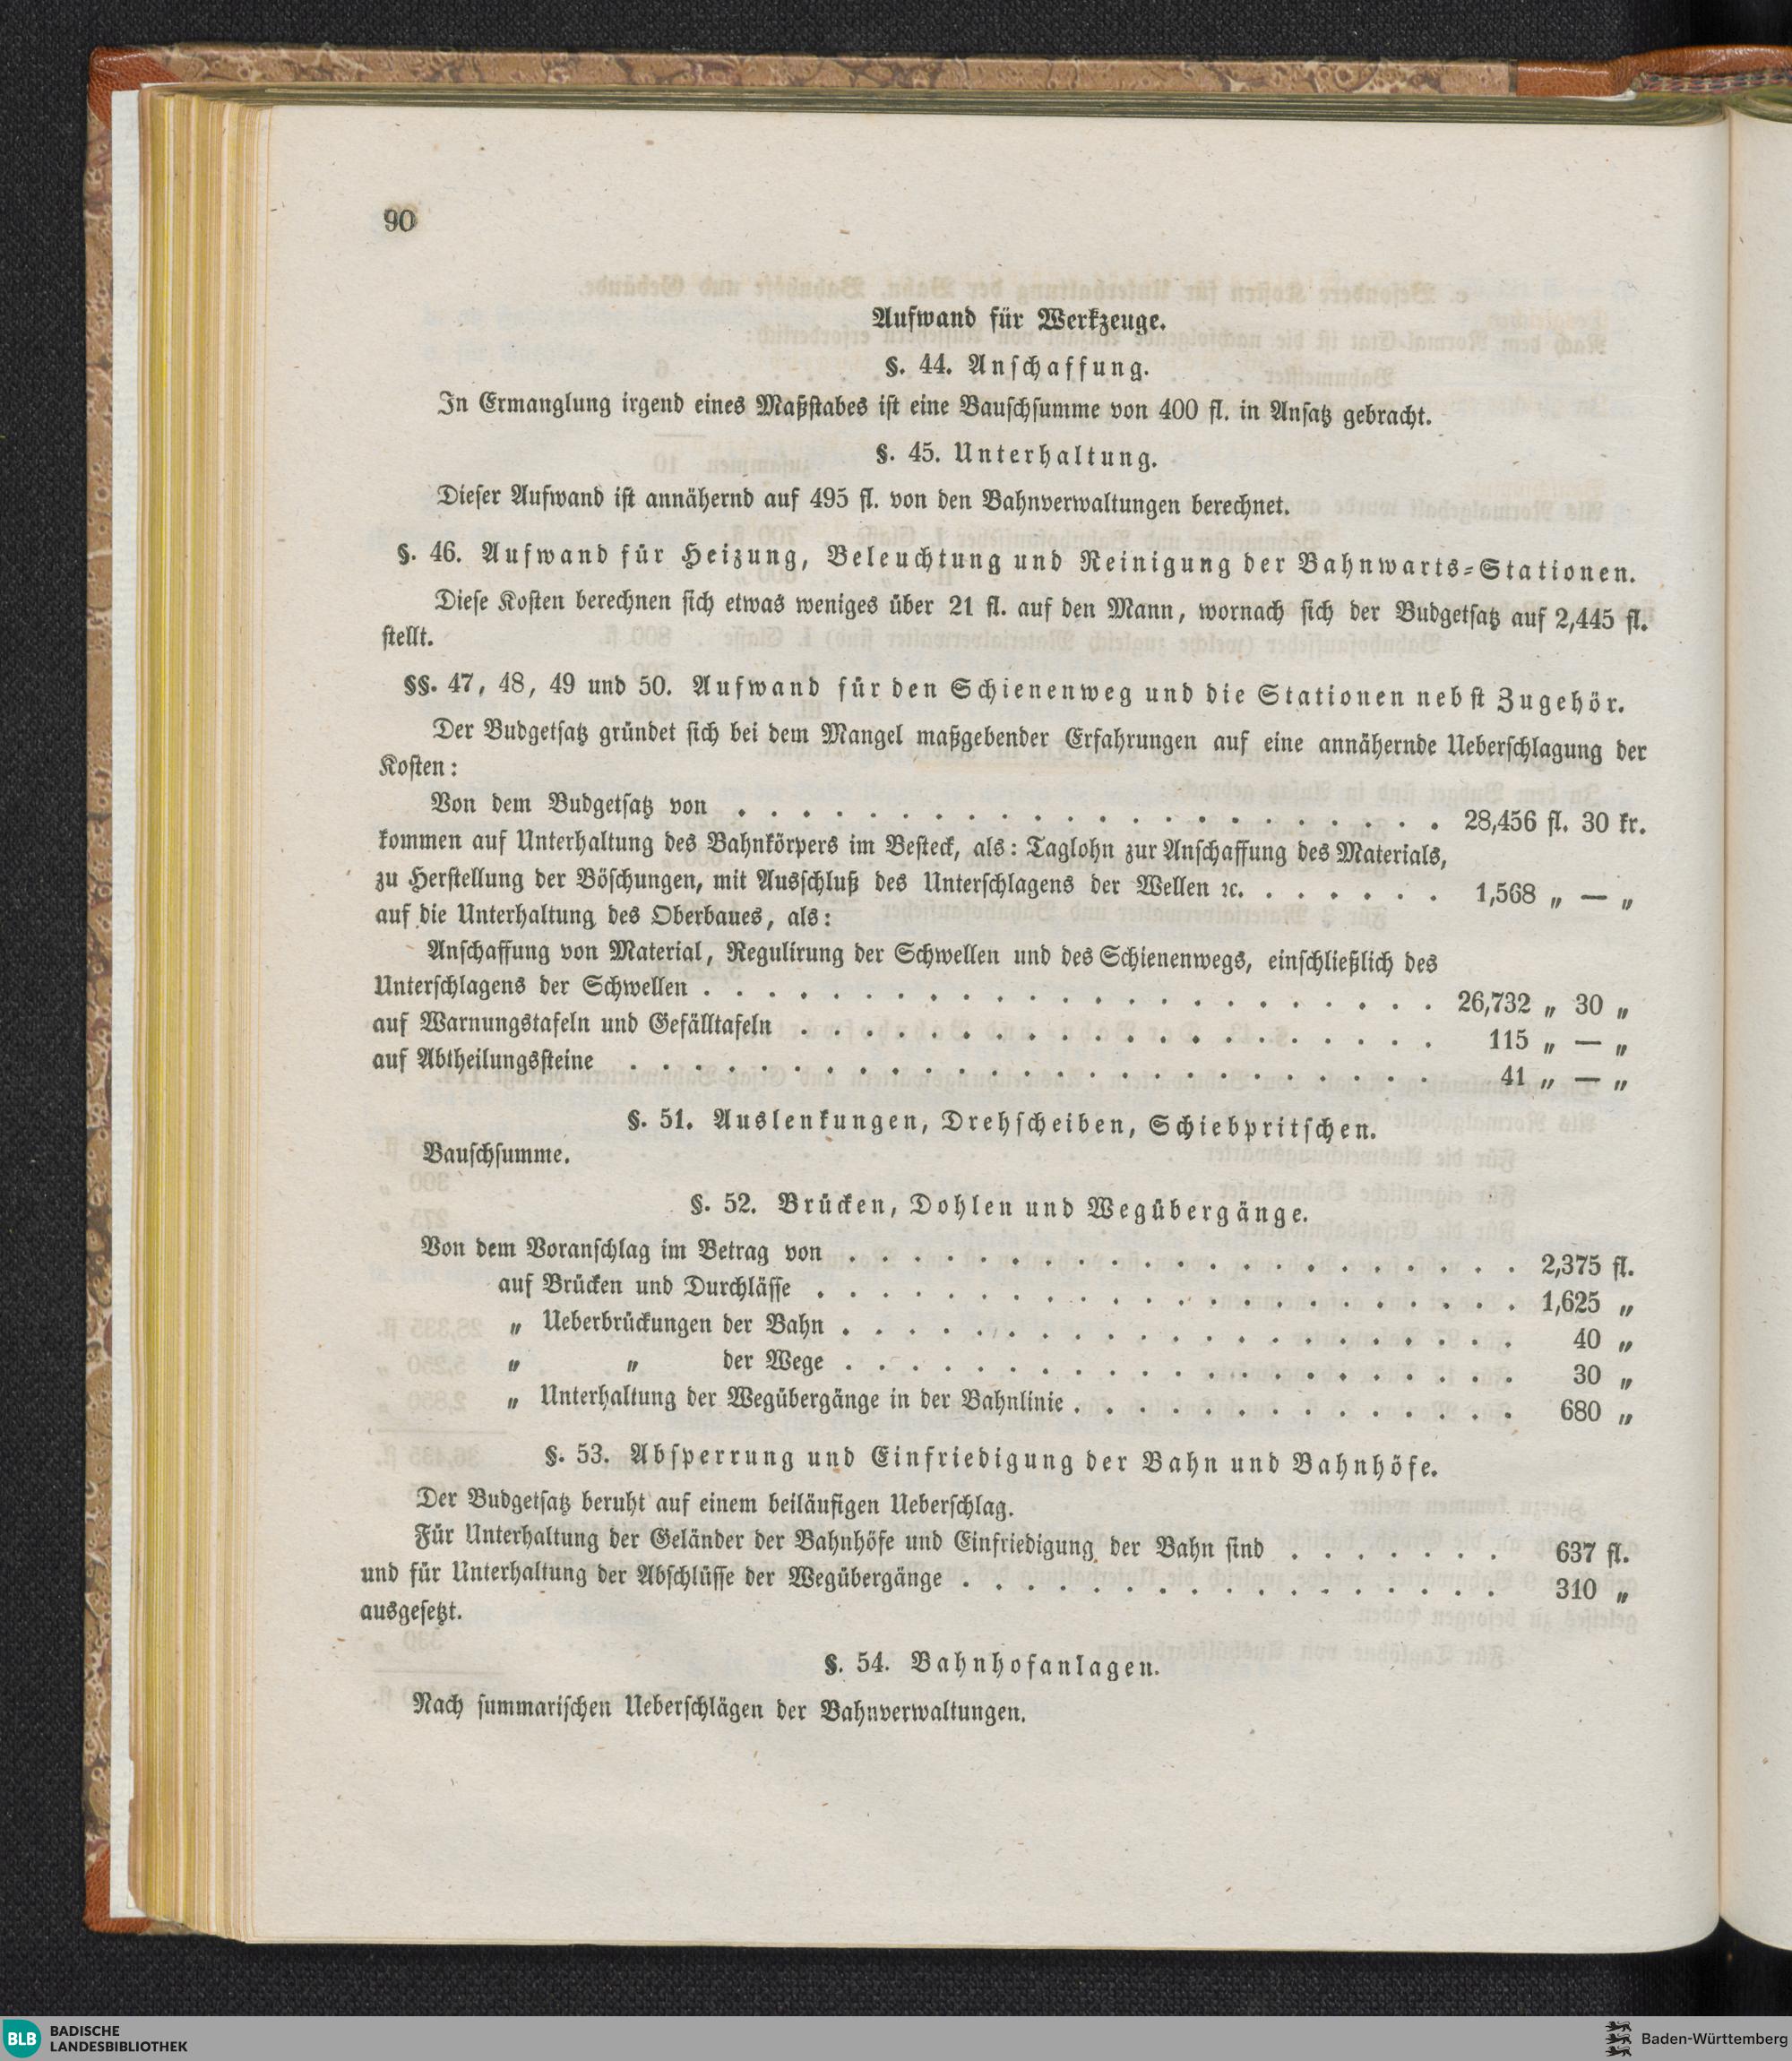 90
Aufwand für Werkzeuge.
§. 44. Anschaffung.
In Ermanglung irgend eines Maßstabes ist eine Bauschsumme von 400 fl. in Ansatz gebracht.
§. 45. Unterhaltung.
Dieser Aufwand ist annähernd auf 495 fl. von den Bahnverwaltungen berechnet.
§. 46. Aufwand für Heizung, Beleuchtung und Reinigung der Bahnwarts-Stationen.
Diese Kosten berechnen sich etwas weniges über 21 fl. auf den Mann, wornach sich der Budgetsatz auf 2,445 fl.
stellt.
§§. 47, 48, 49 und 50. Aufwand für den Schienenweg und die Stationen nebst Zugehör.
Der Budgetsatz gründet sich bei dem Mangel maßgebender Erfahrungen auf eine annähernde Ueberschlagung der
Kosten:
Von dem Budgetsatz von . . . . . . . . . . . . . . . . . . . . . . 28,456 fl. 30 kr.
kommen auf Unterhaltung des Bahnkörpers im Besteck, als: Taglohn zur Anschaffung des Materials,
zu Herstellung der Böschungen, mit Ausschluß des Unterschlagens der Wellen ꝛc. . . . . . . 1,568 „ — „
auf die Unterhaltung des Oberbaues, als:
Anschaffung von Material, Regulirung der Schwellen und des Schienenwegs, einschließlich des
Unterschlagens der Schwellen . . . . . . . . . . . . . . . . . . . . . . . 26,732 „ 30 „
auf Warnungstafeln und Gefälltafeln . . . . . . . . . . . . . . . . . . . . 115 „ — „
auf Abtheilungssteine . . . . . . . . . . . . . . . . . . . . . . . . . 41 „ — „
§. 51. Auslenkungen, Drehscheiben, Schiebpritschen.
Bauschsumme.
§. 52. Brücken, Dohlen und Wegübergänge.
Von dem Voranschlag im Betrag von . . . . . . . . . . . . . . . . . . . . . 2,375 fl.
auf Brücken und Durchlässe . . . . . . . . . . . . . . . . . . . . . . 1,625 „
„ Ueberbrückungen der Bahn . . . . . . . . . . . . . . . . . . . . . 40 „
„ „ der Wege . . . . . . . . . . . . . . . . . . . . . 30 „
„ Unterhaltung der Wegübergänge in der Bahnlinie . . . . . . . . . . . . . . 680 „
§. 53. Absperrung und Einfriedigung der Bahn und Bahnhöfe.
Der Budgetsatz beruht auf einem beiläufigen Ueberschlag.
Für Unterhaltung der Geländer der Bahnhöfe und Einfriedigung der Bahn sind . . . . . . . 637 fl.
und für Unterhaltung der Abschlüsse der Wegübergänge . . . . . . . . . . . . . . . . . 310 „
ausgesetzt.
§. 54. Bahnhofanlagen.
Nach summarischen Ueberschlägen der Bahnverwaltungen.
BLB BADISCHE
LANDESBIBLIOTHEK
Baden-Württemberg